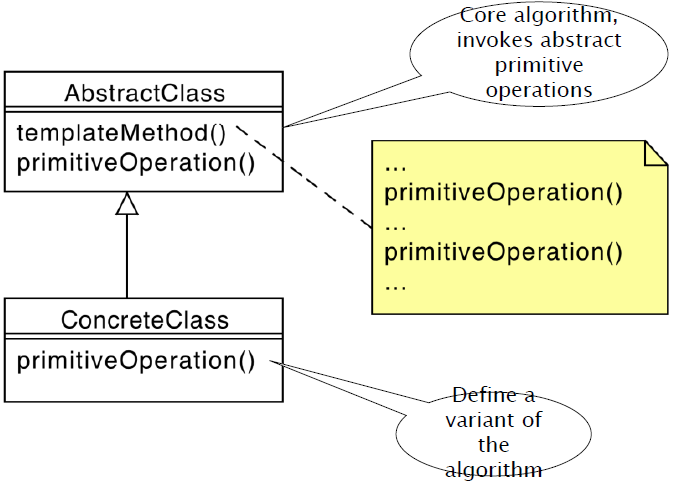 Core algorithm,
invokes abstract
primitive
operations
AbstractClass
templateMethod()
primitiveOperation()
...
primitiveOperation()
...
primitiveOperation()
...
ConcreteClass
primitiveOperation()
Define a
variant of
the
algorithm